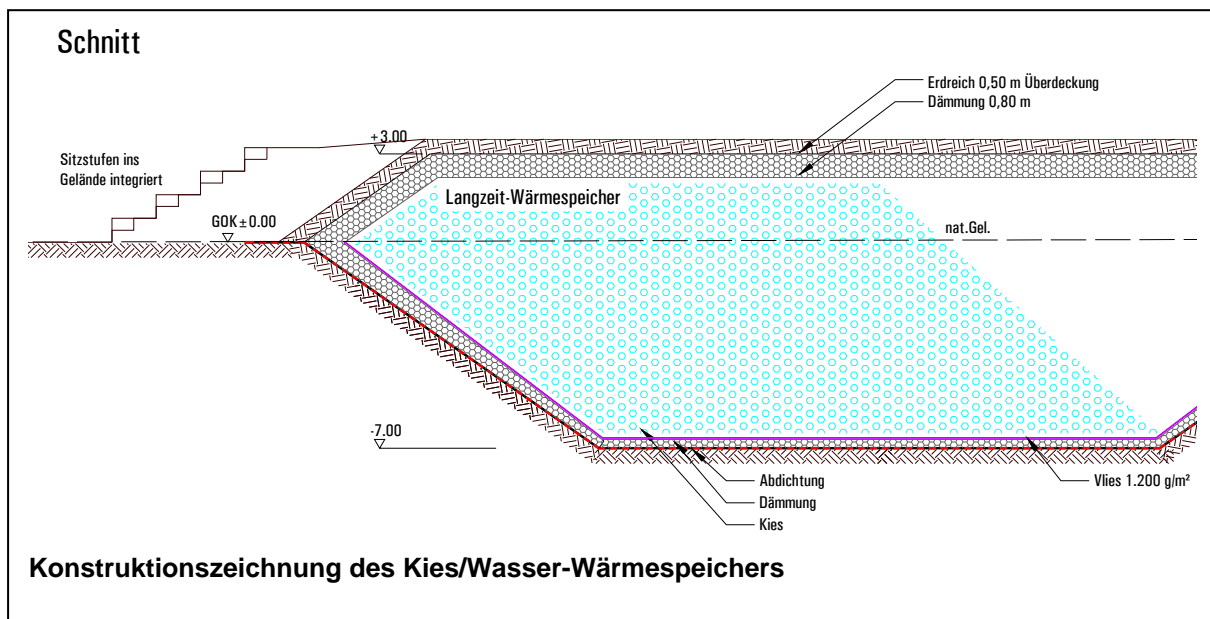 Schnitt
Erdreich 0,50 m Überdeckung
Dämmung 0,80 m
+3.00
Sitzstufen ins
Gelände integriert
Langzeit-Wärmespeicher
GOK±0.00
nat.Gel.
-7.00
Abdichtung
Dämmung
Kies
Vlies 1.200 g/m²
Konstruktionszeichnung des Kies/Wasser-Wärmespeichers